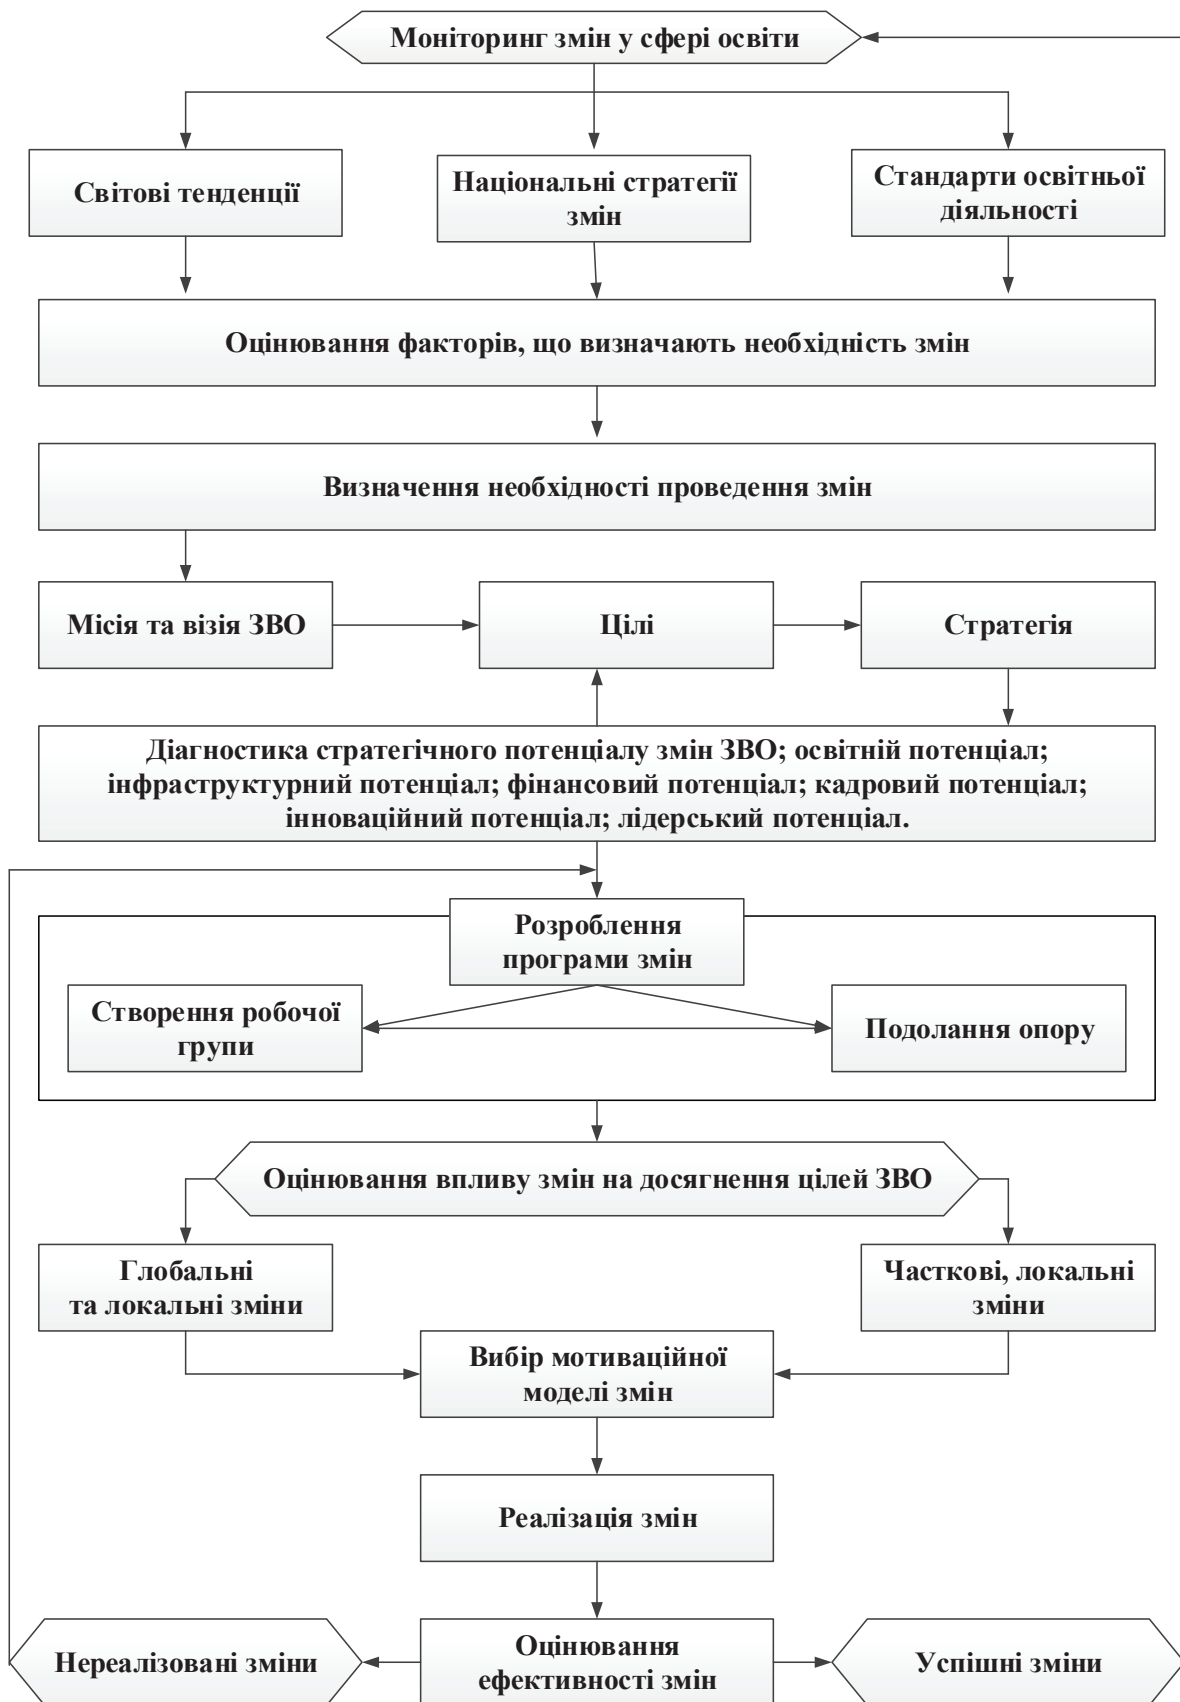 Моніторинг змін у сфері освіти
Світові тенденції
Національні стратегії
змін
Стандарти освітньої
діяльності
Оцінювання факторів, що визначають необхідність змін
Визначення необхідності проведення змін
Місія та візія ЗВО
Цілі
Стратегія
Діагностика стратегічного потенціалу змін ЗВО; освітній потенціал;
інфраструктурний потенціал; фінансовий потенціал; кадровий потенціал;
інноваційний потенціал; лідерський потенціал.
Розроблення
програми змін
Створення робочої
групи
Подолання опору
Оцінювання впливу змін на досягнення цілей ЗВО
Глобальні
та локальні зміни
Часткові, локальні
зміни
Вибір мотиваційної
моделі змін
Реалізація змін
Нереалізовані зміни
Оцінювання
ефективності змін
Успішні зміни